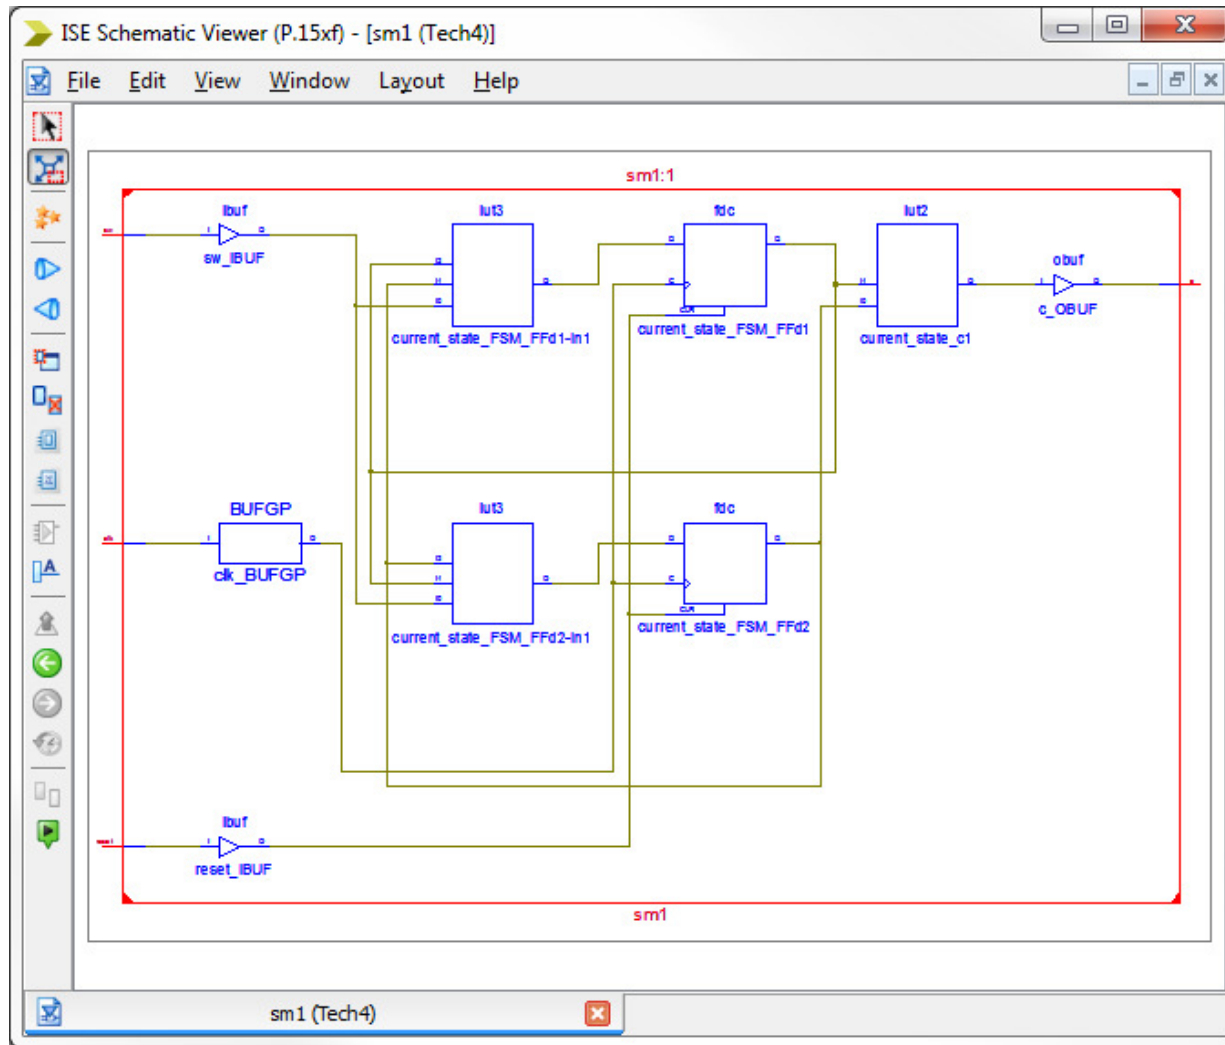 ISE Schematic Viewer (P.15xf) - [sm1 (Tech4)]
File Edit View Window Layout Help
sm1:1
ibuf
lut3
fdc
lut2
sw_IBUF
obuf
c_OBUF
current_state_FSM_FFd1-In1
current_state_FSM_FFd1
current_state_c1
BUFGP
lut3
fdc
clk_BUFGP
current_state_FSM_FFd2-In1
current_state_FSM_FFd2
ibuf
reset_IBUF
sm1
sm1 (Tech4)